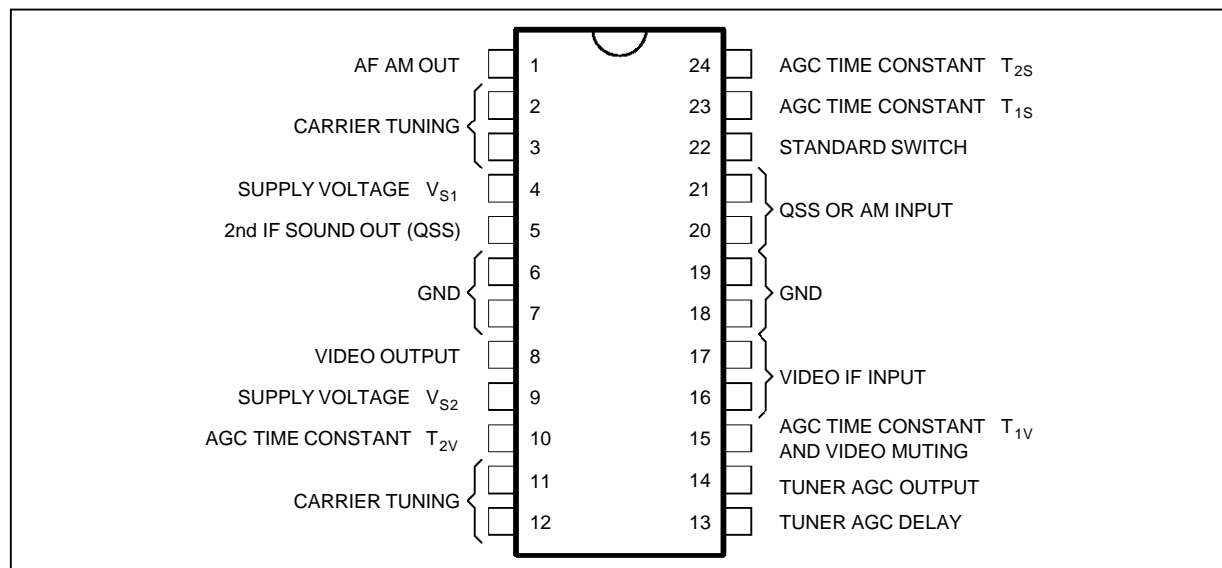 AF AM OUT
CARRIER TUNING
SUPPLY VOLTAGE VS1
2nd IF SOUND OUT (QSS)
GND
VIDEO OUTPUT
SUPPLY VOLTAGE VS2
AGC TIME CONSTANT T2V
CARRIER TUNING
1
2
3
4
5
6
7
8
9
10
11
12
24
23
22
21
20
19
18
17
16
15
14
13
AGC TIME CONSTANT T2S
AGC TIME CONSTANT T1S
STANDARD SWITCH
QSS OR AM INPUT
GND
VIDEO IF INPUT
AGC TIME CONSTANT T1V
AND VIDEO MUTING
TUNER AGC OUTPUT
TUNER AGC DELAY